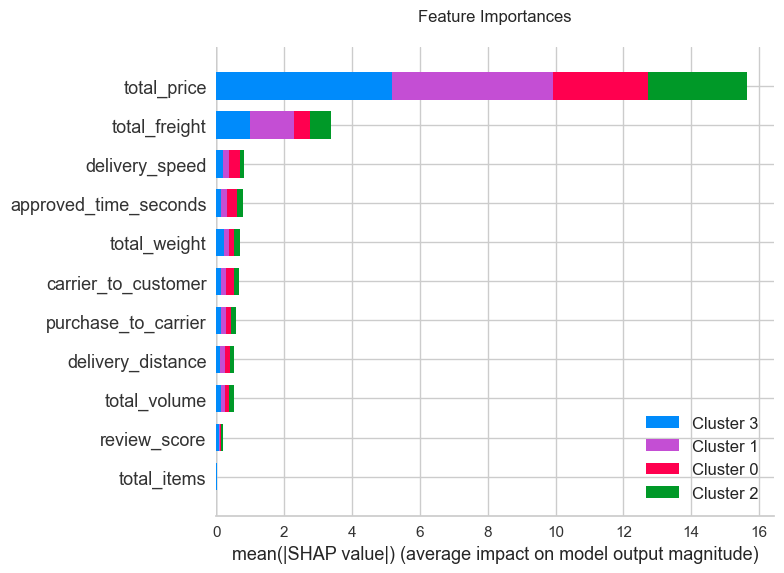 Feature Importances
total_price
total_freight
delivery_speed
approved_time_seconds
total_weight
carrier_to_customer
purchase_to_carrier
delivery_distance
total_volume
review_score
total_items
Cluster 3
Cluster 1
Cluster 0
Cluster 2
0 2 4 6 8 10 12 14 16
mean(|SHAP value|) (average impact on model output magnitude)